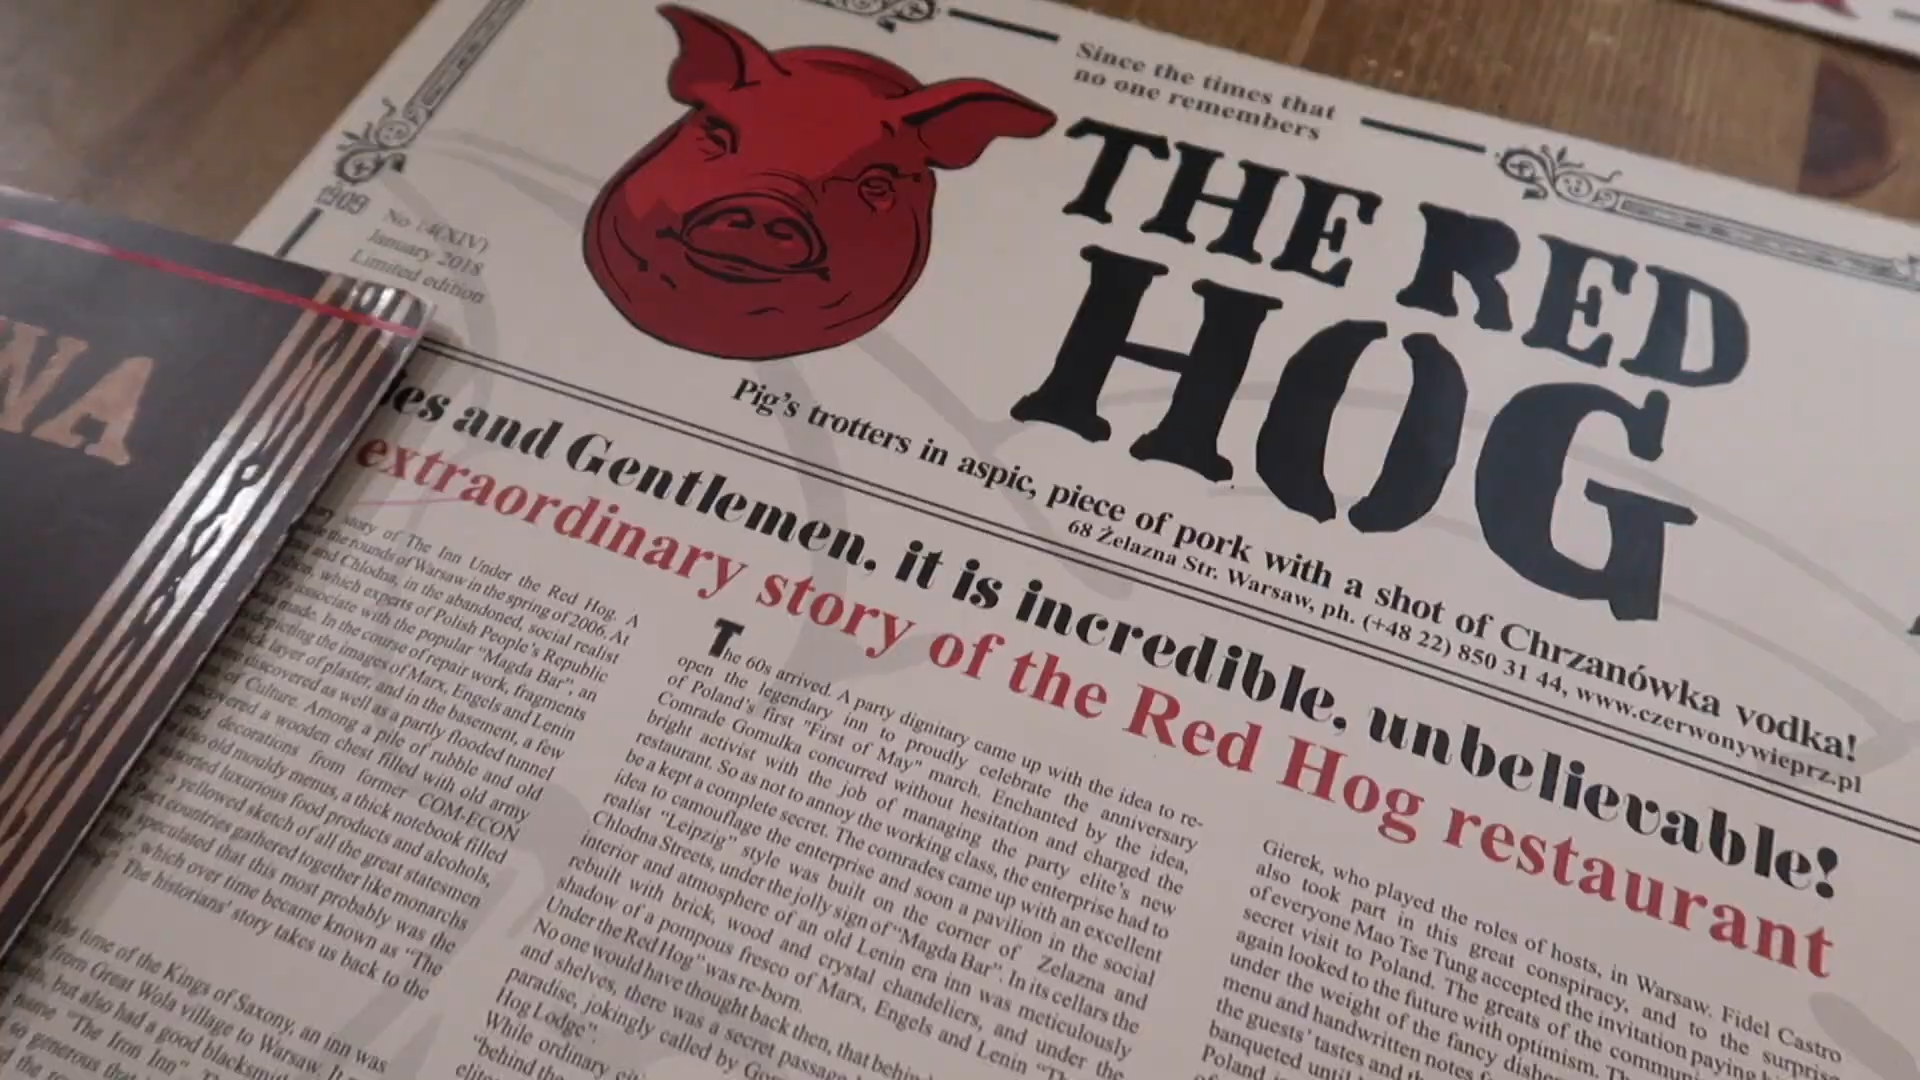 Since the times that
no one remembers
THE RED
HOG
1909
No 14(XIV)
January 2018
Limited edition
WNA
Pig's trotters in aspic, piece of pork with a shot of Chrzanówka vodka!
68 Żelazna Str. Warsaw, ph. (+48 22) 850 31 44, www.czerwonywieprz.pl
and Gentlemen, it is incredible, unbelievable!
extraordinary story of the Red Hog restaurant
story of The Inn Under the Red Hog. A
the rounds of Warsaw in the spring of 2006. At
and Chlodna, in the abandoned, social realist
which experts of Polish People's Republic
associate with the popular "Magda Bar", an
made. In the course of repair work, fragments
depicting the images of Marx, Engels and Lenin
layer of plaster, and in the basement, a few
discovered as well as a partly flooded tunnel
of Culture. Among a pile of rubble and old
a wooden chest filled with old army
and decorations from former COM-ECON
also old mouldy menus, a thick notebook filled
assorted luxurious food products and alcohols,
a yellowed sketch of all the great statesmen
countries gathered together like monarchs
speculated that this most probably was the
which over time became known as "The
The historians' story takes us back to the
the time of the Kings of Saxony, an inn was
from Great Wola village to Warsaw. It
but also had a good
name "The Iron Inn".
so generous that
The 60s arrived. A party dignitary came up with the idea to re-
open the legendary inn to proudly celebrate the anniversary
of Poland's first "First of May" march. Enchanted by the idea,
Comrade Gomulka concurred without hesitation and charged the
bright activist with the job of managing the party elite's new
restaurant. So as not to annoy the working class, the enterprise had to
be a kept a complete secret. The comrades came up with an excellent
idea to camouflage the enterprise and soon a pavilion in the social
realist "Leipzig" style was built on the corner of Zelazna and
Chlodna Streets, under the jolly sign of "Magda Bar". In its cellars the
interior and atmosphere of an old Lenin era inn was meticulously
rebuilt with brick, wood and crystal chandeliers, and under the
shadow of a pompous fresco of Marx, Engels and Lenin "The
Under the Red Hog" was re-born.
No one would have thought back then, that behind
and shelves, there was a secret passage
paradise, jokingly called by
Hog Lodge".
While ordinary
"behind the
Gierek, who played the roles of hosts, in Warsaw. Fidel Castro
also took part in this great conspiracy, and to the surprise
of everyone Mao Tse Tung accepted the invitation paying
secret visit to Poland. The greats of the
again looked to the future with optimism.
under the weight of the fancy
menu and handwritten notes
the guests' tastes and
banqueted until
Poland